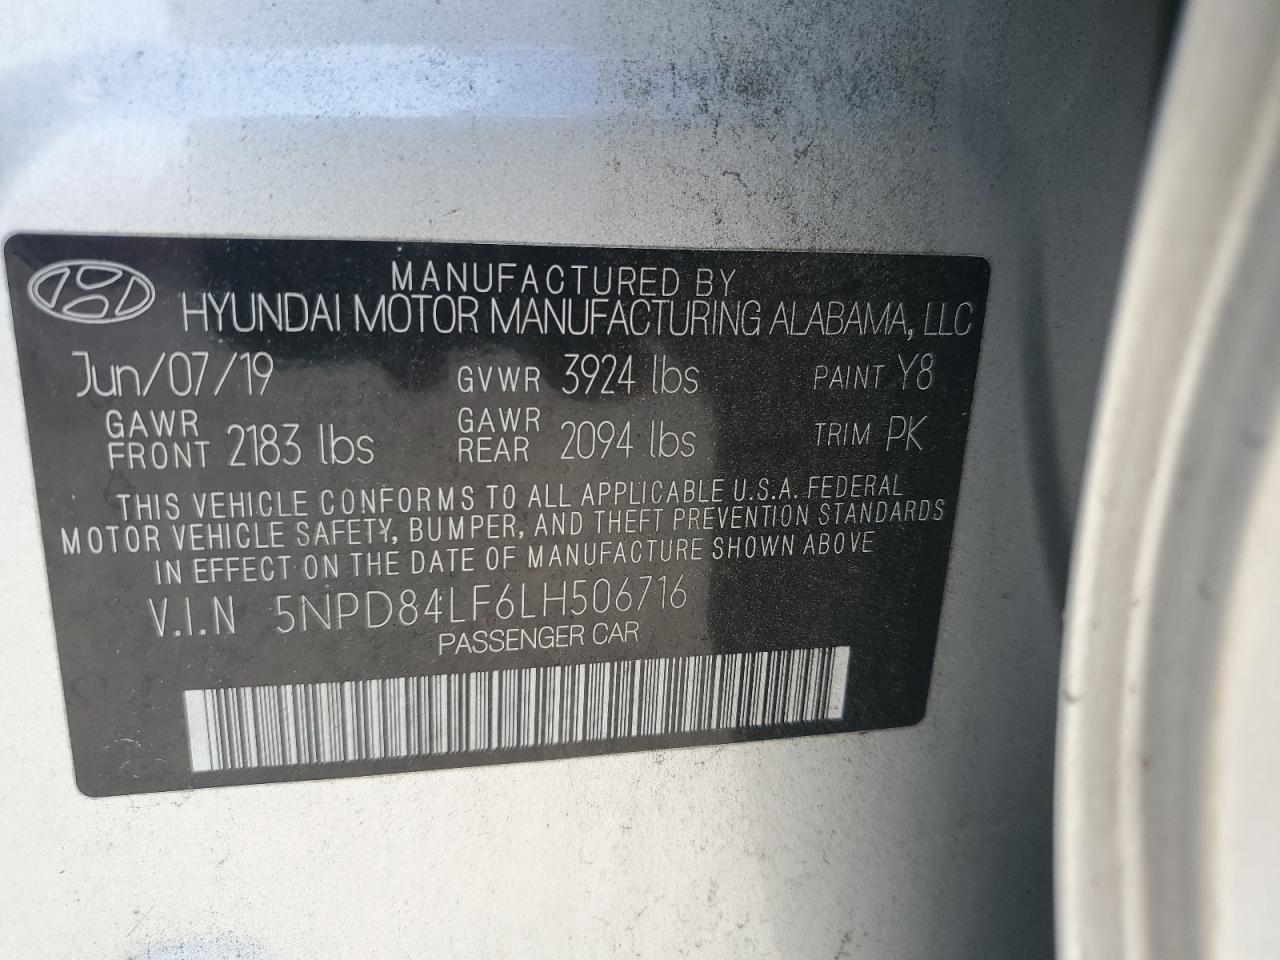 MANUFACTURED BY
HYUNDAI MOTOR MANUFACTURING ALABAMA, LLC
Jun/07/19 GVWR 3924 lbs PAINT Y8
GAWR FRONT 2183 lbs GAWR REAR 2094 lbs TRIM PK
THIS VEHICLE CONFORMS TO ALL APPLICABLE U.S.A. FEDERAL
MOTOR VEHICLE SAFETY, BUMPER, AND THEFT PREVENTION STANDARDS
IN EFFECT ON THE DATE OF MANUFACTURE SHOWN ABOVE
V.I.N 5NPD84LF6LH506716
PASSENGER CAR